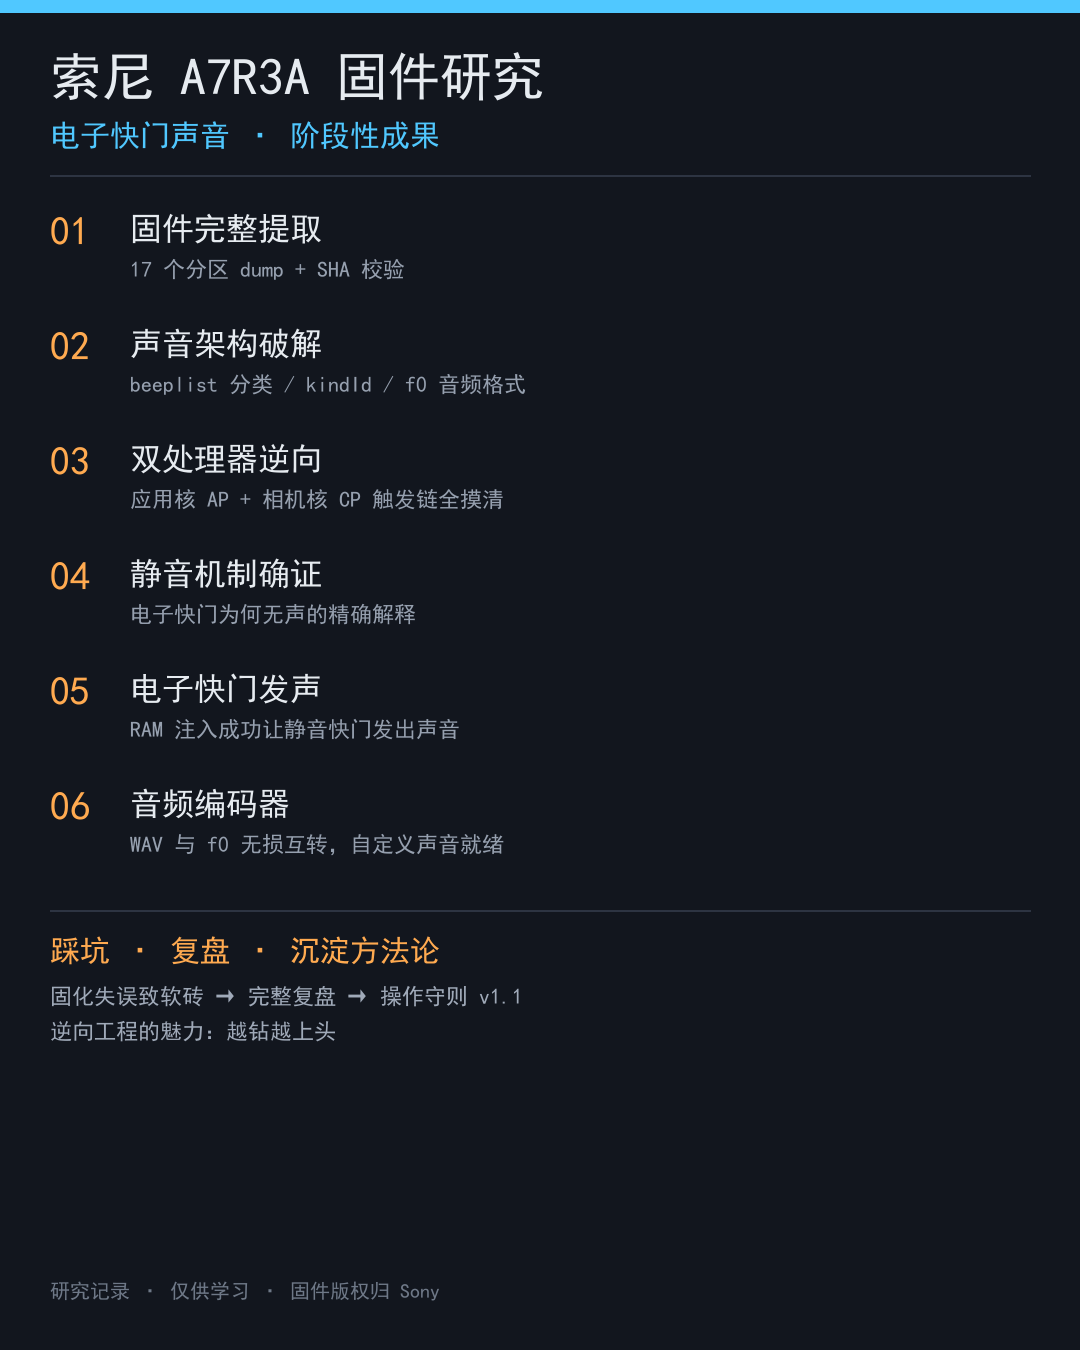 索尼 A7R3A 固件研究
电子快门声音 · 阶段性成果
01 固件完整提取
17 个分区 dump + SHA 校验
02 声音架构破解
beeplist 分类 / kindId / f0 音频格式
03 双处理器逆向
应用核 AP + 相机核 CP 触发链全摸清
04 静音机制确证
电子快门为何无声的精确解释
05 电子快门发声
RAM 注入成功让静音快门发出声音
06 音频编码器
WAV 与 f0 无损互转，自定义声音就绪
踩坑 · 复盘 · 沉淀方法论
固化失误致软砖 → 完整复盘 → 操作守则 v1.1
逆向工程的魅力：越钻越上头
研究记录 · 仅供学习 · 固件版权归 Sony